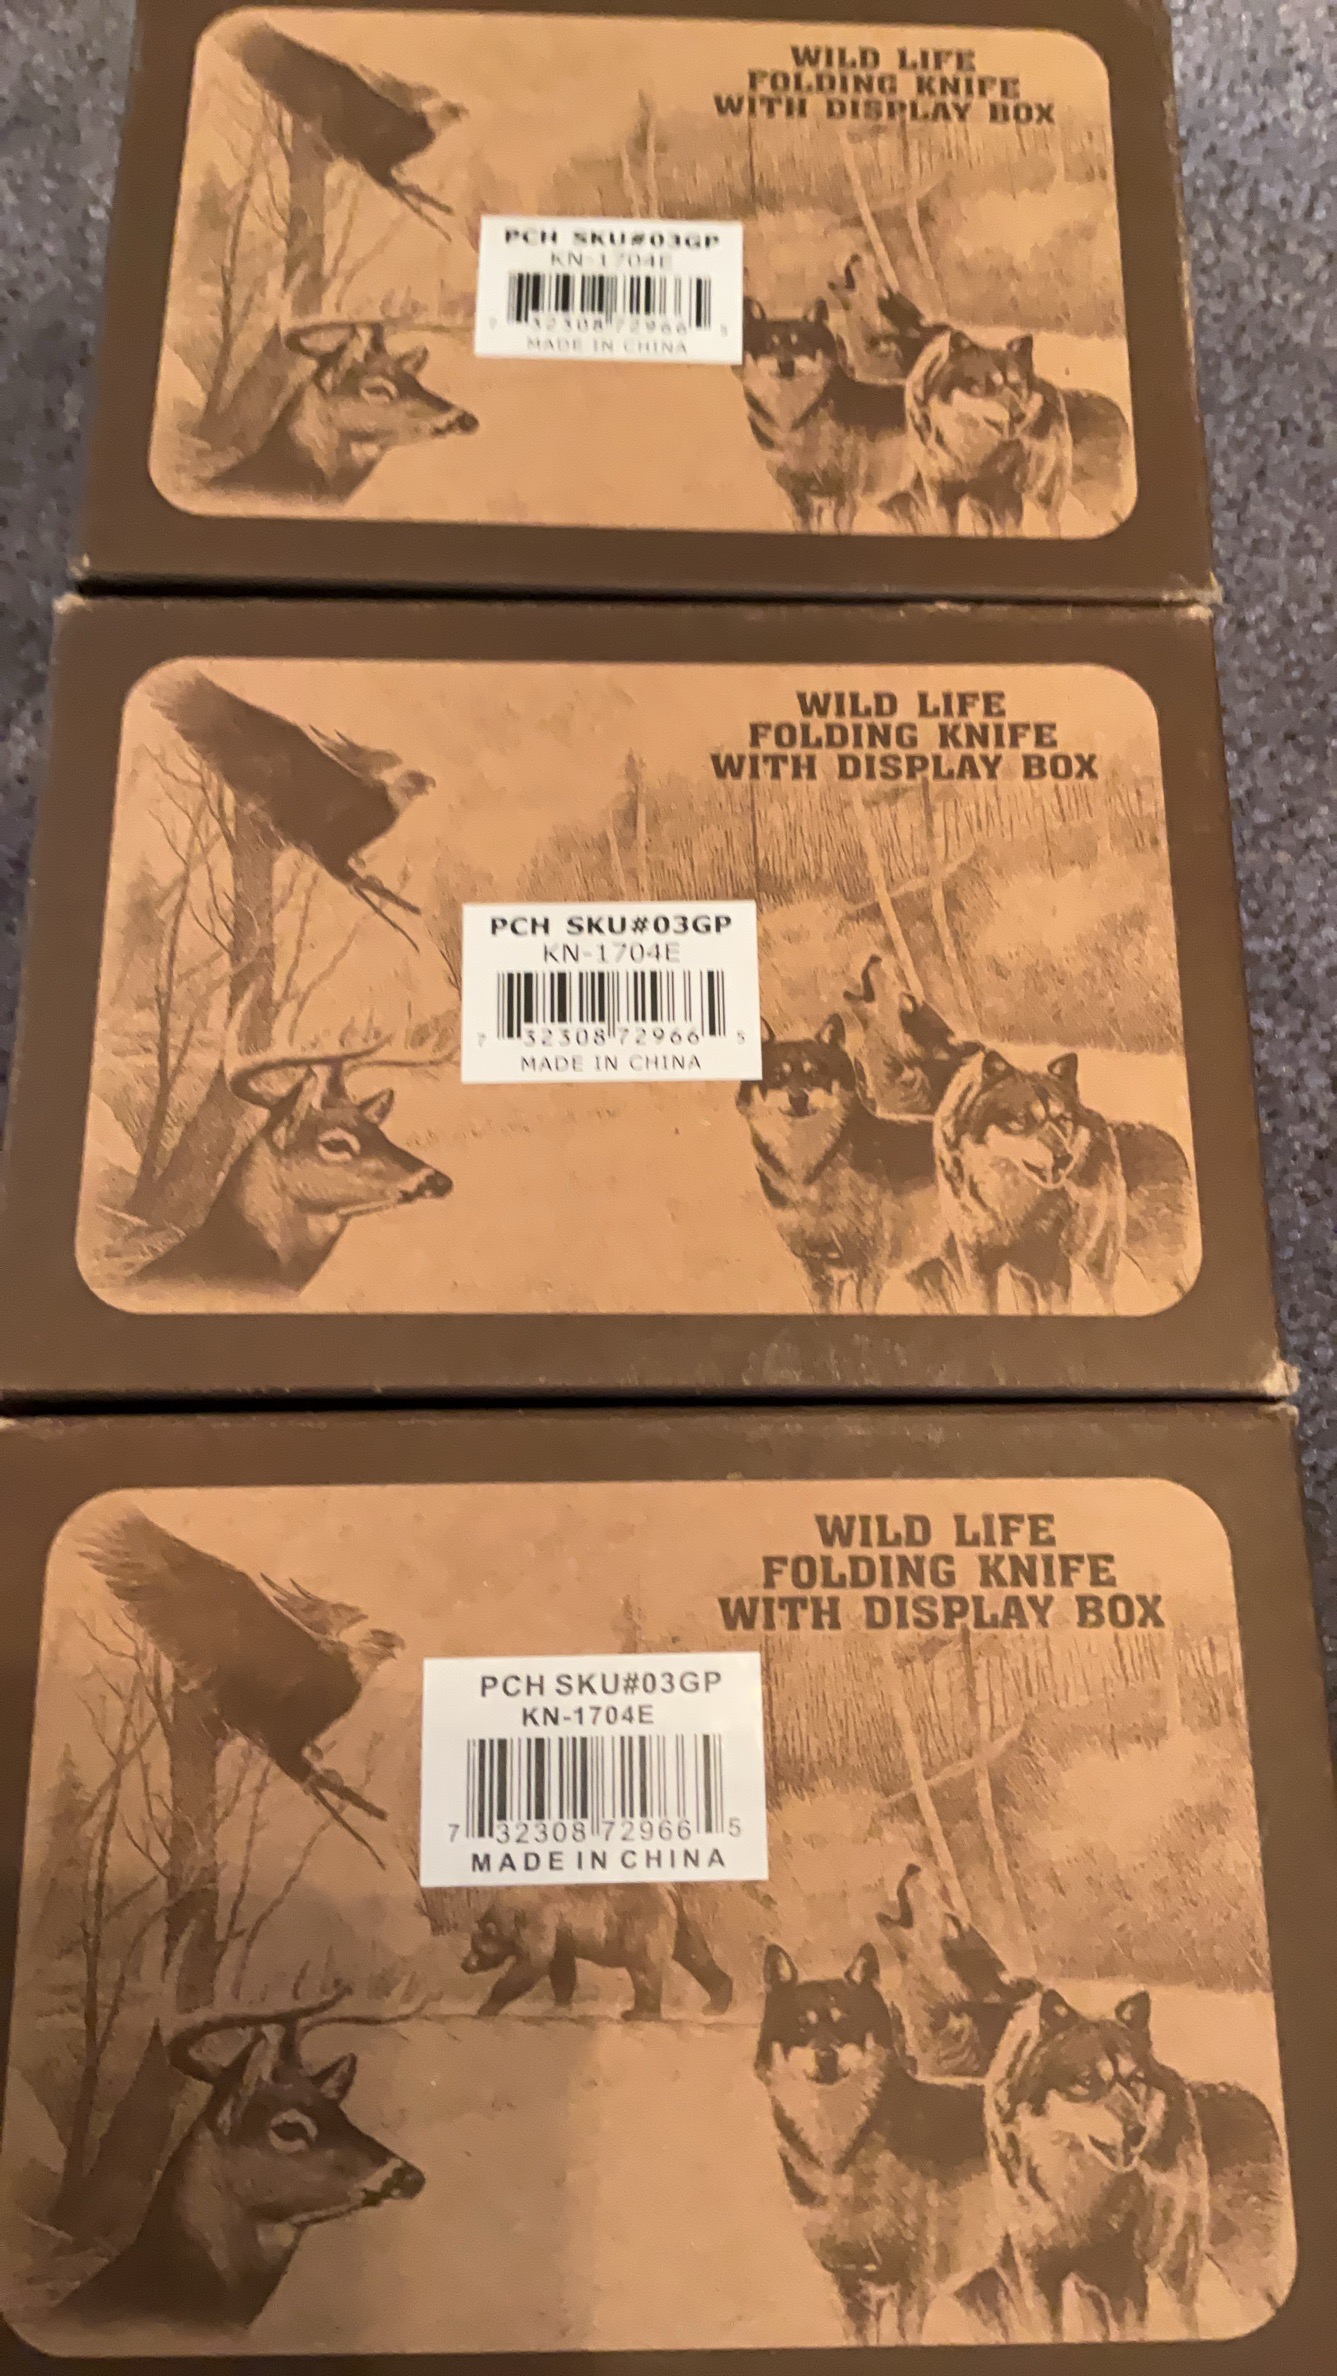 WILD LIFE
FOLDING KNIFE
WITH DISPLAY BOX
PCH SKU#03GP
KN-1704E
7 32308 72966 5
MADE IN CHINA
WILD LIFE
FOLDING KNIFE
WITH DISPLAY BOX
PCH SKU#03GP
KN-1704E
7 32308 72966 5
MADE IN CHINA
WILD LIFE
FOLDING KNIFE
WITH DISPLAY BOX
PCH SKU#03GP
KN-1704E
7 32308 72966 5
MADE IN CHINA